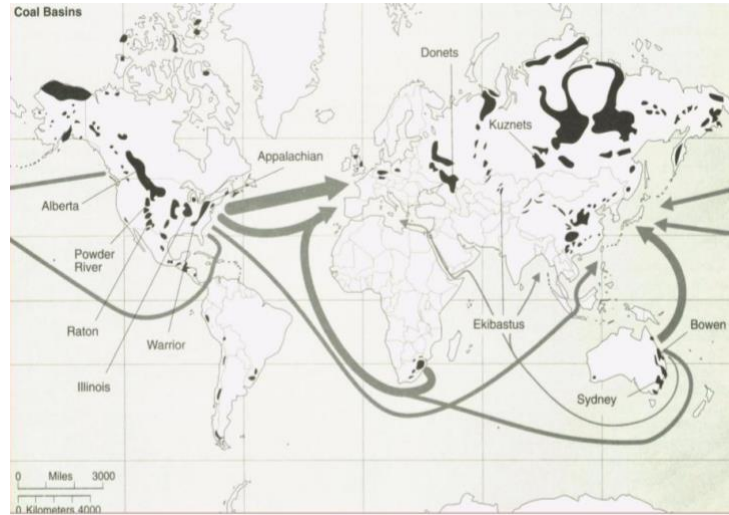 Coal Basins
Donets
Kuznets
Appalachian
Alberta
Powder
River
Raton
Warrior
Illinois
Ekibastus
Bowen
Sydney
0 Miles 3000
0 Kilometers 4000